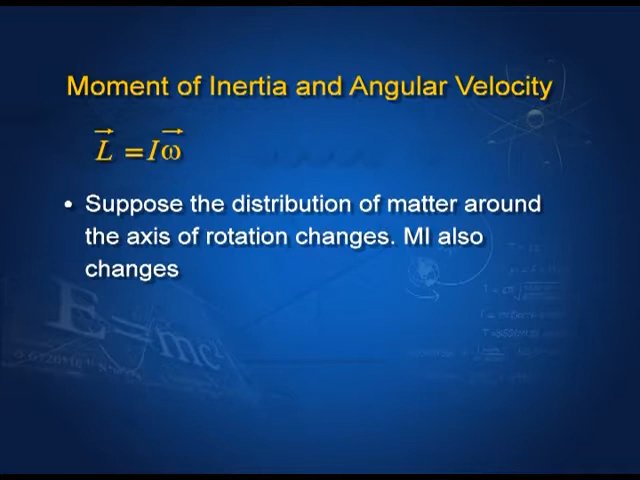 Moment of Inertia and Angular Velocity
L⃗ = Iω⃗
• Suppose the distribution of matter around
the axis of rotation changes. MI also
changes
E=mc²